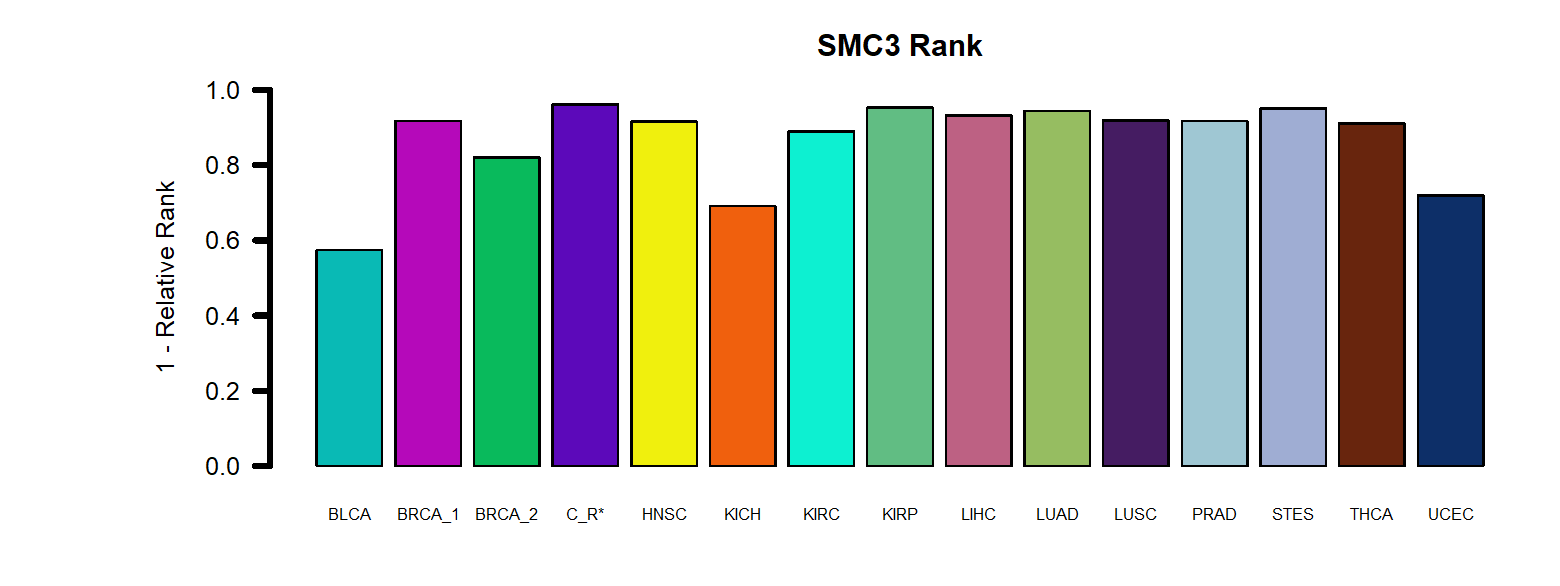 SMC3 Rank
1 - Relative Rank
1.0
0.8
0.6
0.4
0.2
0.0
BLCA BRCA_1 BRCA_2 C_R* HNSC KICH KIRC KIRP LIHC LUAD LUSC PRAD STES THCA UCEC